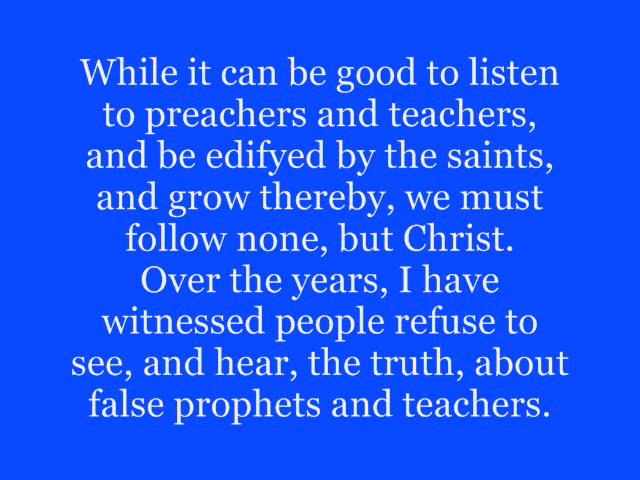 While it can be good to listen
to preachers and teachers,
and be edifyed by the saints,
and grow thereby, we must
follow none, but Christ.
Over the years, I have
witnessed people refuse to
see, and hear, the truth, about
false prophets and teachers.